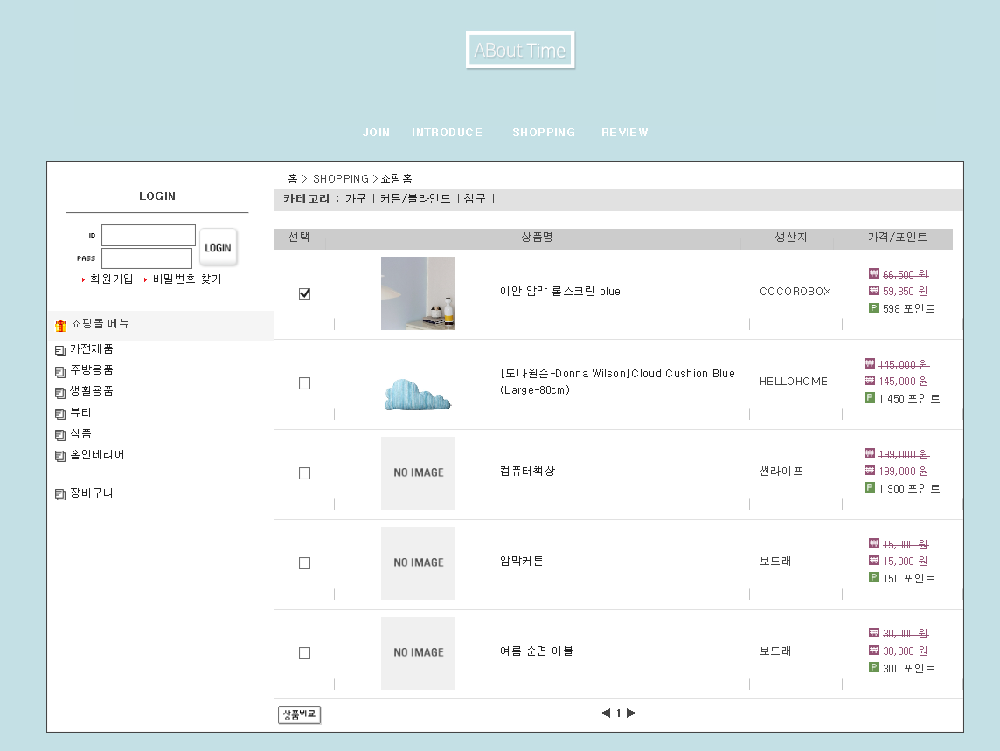 ABout Time
JOIN INTRODUCE SHOPPING REVIEW
LOGIN
ID
LOGIN
PASS
회원가입 비밀번호 찾기
쇼핑몰 메뉴
가전제품
주방용품
생활용품
뷰티
식품
홈인테리어
장바구니
홈 > SHOPPING > 쇼핑홈
카테고리 : 가구 | 커튼/블라인드 | 침구 |
선택 상품명 생산지 가격/포인트
이안 암막 롤스크린 blue
COCOROBOX
66,500 원
59,850 원
P 598 포인트
[도나윌슨-Donna Wilson]Cloud Cushion Blue
(Large-80cm)
HELLOHOME
145,000 원
145,000 원
P 1,450 포인트
NO IMAGE
컴퓨터책상
썬라이프
199,000 원
199,000 원
P 1,900 포인트
NO IMAGE
암막커튼
보드래
15,000 원
15,000 원
P 150 포인트
NO IMAGE
여름 순면 이불
보드래
30,000 원
30,000 원
P 300 포인트
상품비교
◀ 1 ▶